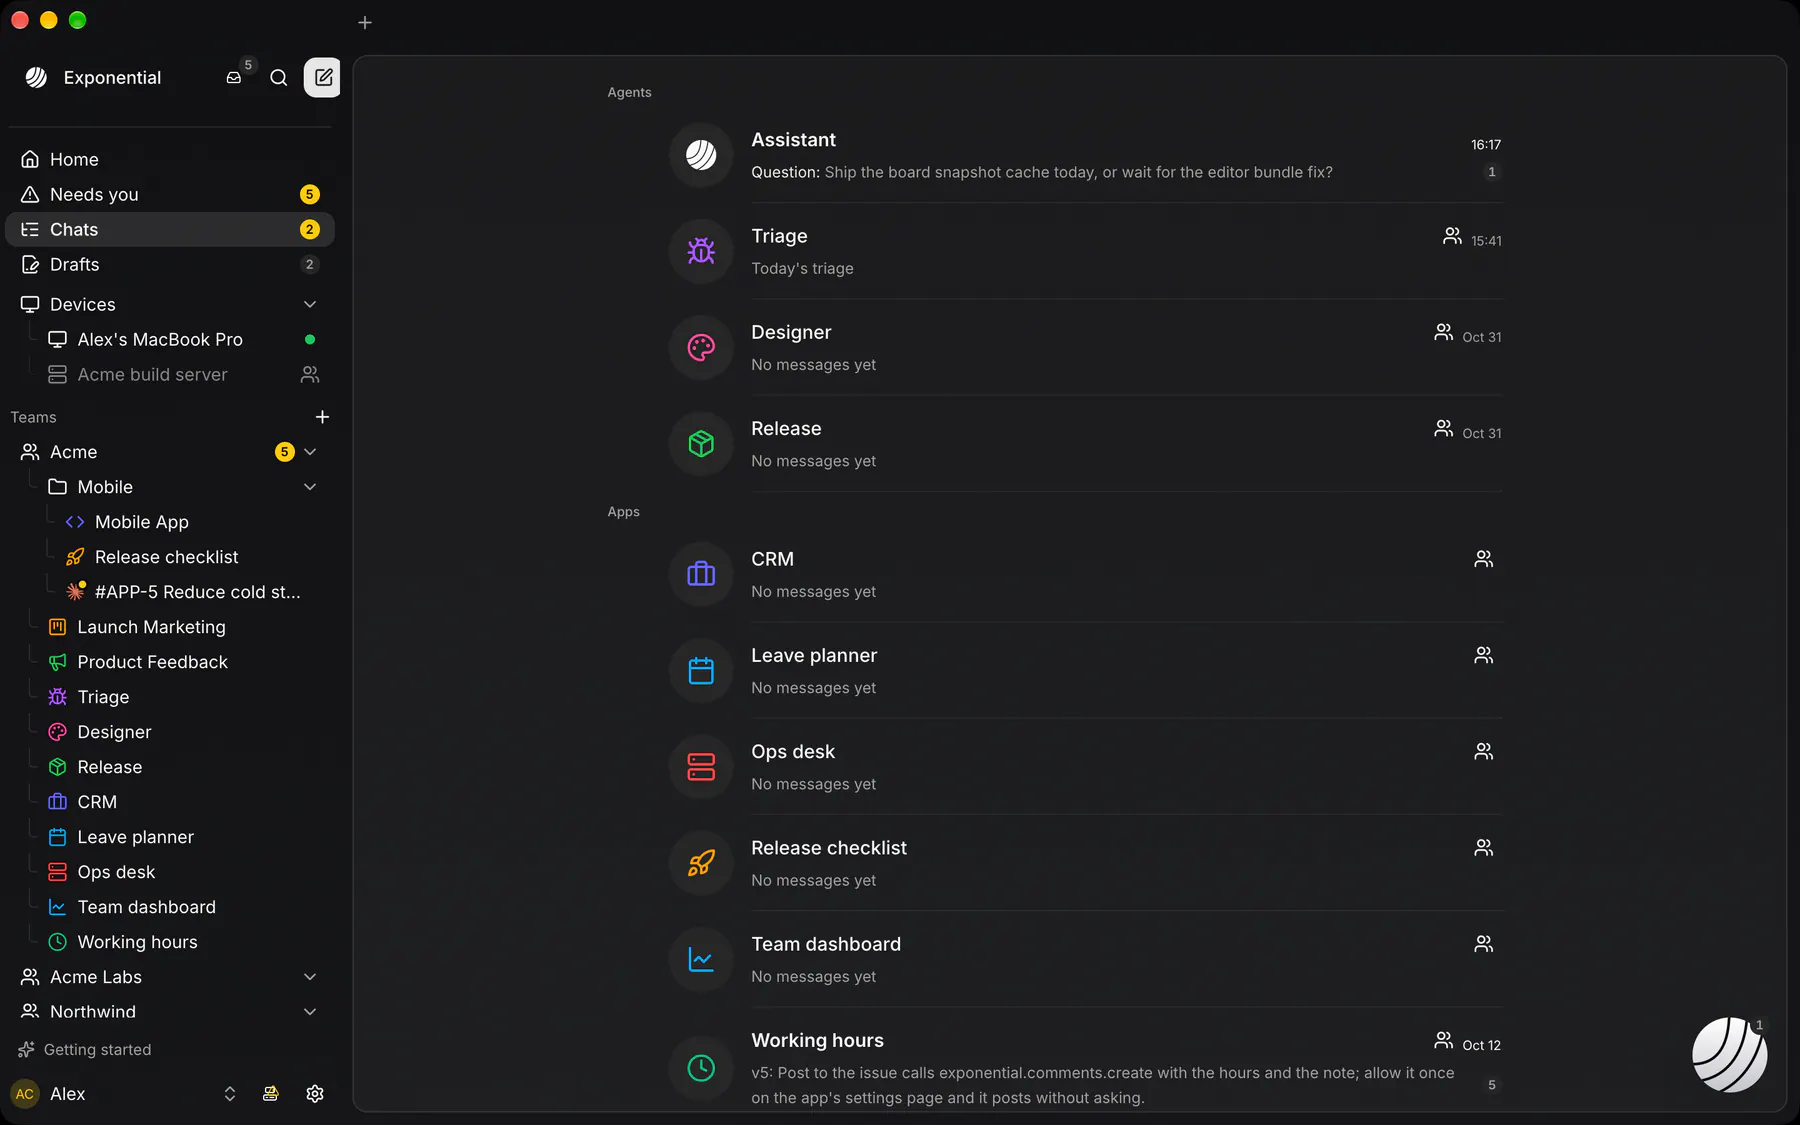 Exponential
5
Home
Needs you
5
Chats
2
Drafts
2
Devices
Alex's MacBook Pro
Acme build server
Teams
Acme
5
Mobile
Mobile App
Release checklist
#APP-5 Reduce cold st...
Launch Marketing
Product Feedback
Triage
Designer
Release
CRM
Leave planner
Ops desk
Team dashboard
Working hours
Acme Labs
Northwind
Getting started
AC
Alex
Agents
Assistant
16:17
Question: Ship the board snapshot cache today, or wait for the editor bundle fix?
1
Triage
15:41
Today's triage
Designer
Oct 31
No messages yet
Release
Oct 31
No messages yet
Apps
CRM
No messages yet
Leave planner
No messages yet
Ops desk
No messages yet
Release checklist
No messages yet
Team dashboard
No messages yet
Working hours
Oct 12
v5: Post to the issue calls exponential.comments.create with the hours and the note; allow it once
on the app's settings page and it posts without asking.
5
1